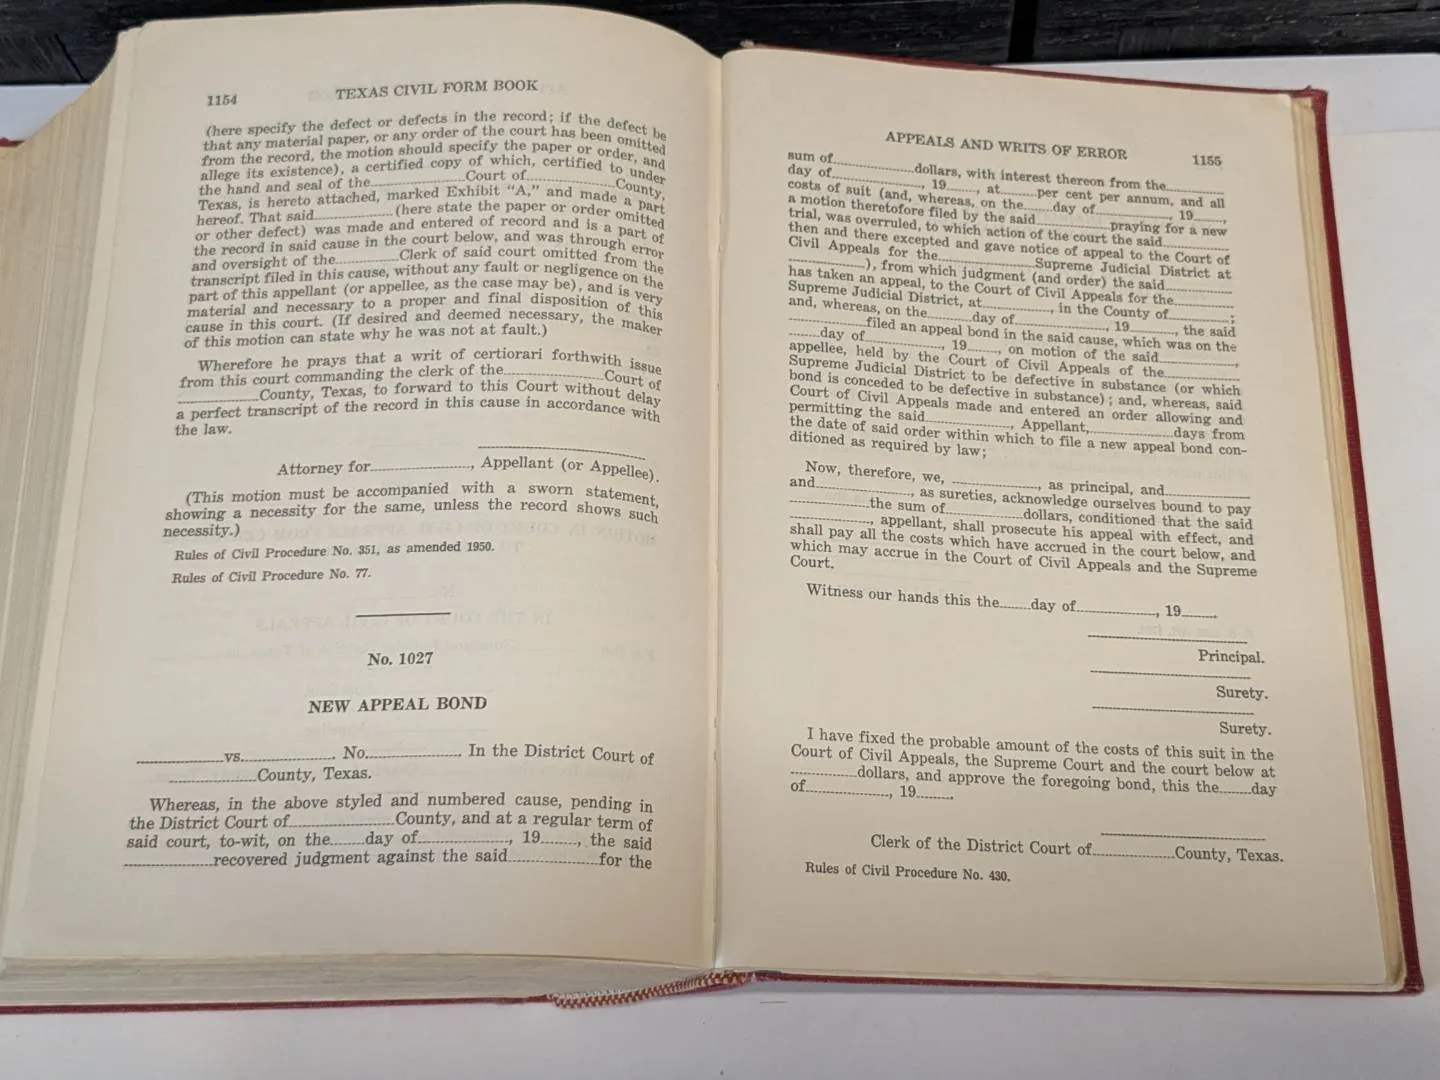 1154
TEXAS CIVIL FORM BOOK
(here specify the defect or defects in the record; if the defect be
that any material paper, or any order of the court has been omitted
from the record, the motion should specify the paper or order, and
allege its existence), a certified copy of which, certified to under
the hand and seal of the....................Court of....................County,
Texas, is hereto attached, marked Exhibit "A," and made a part
hereof. That said.................... (here state the paper or order omitted
or other defect) was made and entered of record and is a part of
the record in said cause in the court below, and was through error
and oversight of the....................Clerk of said court omitted from the
transcript filed in this cause, without any fault or negligence on the
part of this appellant (or appellee, as the case may be), and is very
material and necessary to a proper and final disposition of this
cause in this court. (If desired and deemed necessary, the maker
of this motion can state why he was not at fault.)
Wherefore he prays that a writ of certiorari forthwith issue
from this court commanding the clerk of the....................Court of
....................County, Texas, to forward to this Court without delay
a perfect transcript of the record in this cause in accordance with
the law.
Attorney for...................., Appellant (or Appellee).
(This motion must be accompanied with a sworn statement,
showing a necessity for the same, unless the record shows such
necessity.)
Rules of Civil Procedure No. 351, as amended 1950.
Rules of Civil Procedure No. 77.
No. 1027
NEW APPEAL BOND
....................vs..................... No..................... In the District Court of
....................County, Texas.
Whereas, in the above styled and numbered cause, pending in
the District Court of....................County, and at a regular term of
said court, to-wit, on the........day of...................., 19........, the said
....................recovered judgment against the said....................for the
APPEALS AND WRITS OF ERROR
1155
sum of....................dollars, with interest thereon from the..............
day of...................., 19........, at........per cent per annum, and all
costs of suit (and, whereas, on the........day of...................., 19........,
a motion theretofore filed by the said....................praying for a new
trial, was overruled, to which action of the court the said....................
then and there excepted and gave notice of appeal to the Court of
Civil Appeals for the....................Supreme Judicial District at
....................), from which judgment (and order) the said....................
has taken an appeal, to the Court of Civil Appeals for the..............
Supreme Judicial District, at...................., in the County of..............;
and, whereas, on the........day of...................., 19........, the said
....................filed an appeal bond in the said cause, which was on the
........day of...................., 19........, on motion of the said....................,
appellee, held by the Court of Civil Appeals of the....................
Supreme Judicial District to be defective in substance (or which
bond is conceded to be defective in substance); and, whereas, said
Court of Civil Appeals made and entered an order allowing and
permitting the said...................., Appellant,....................days from
the date of said order within which to file a new appeal bond con-
ditioned as required by law;
Now, therefore, we, ...................., as principal, and....................
and...................., as sureties, acknowledge ourselves bound to pay
....................the sum of....................dollars, conditioned that the said
...................., appellant, shall prosecute his appeal with effect, and
shall pay all the costs which have accrued in the court below, and
which may accrue in the Court of Civil Appeals and the Supreme
Court.
Witness our hands this the........day of...................., 19.........
Principal.
Surety.
Surety.
I have fixed the probable amount of the costs of this suit in the
Court of Civil Appeals, the Supreme Court and the court below at
....................dollars, and approve the foregoing bond, this the........day
of...................., 19.........
Clerk of the District Court of....................County, Texas.
Rules of Civil Procedure No. 430.